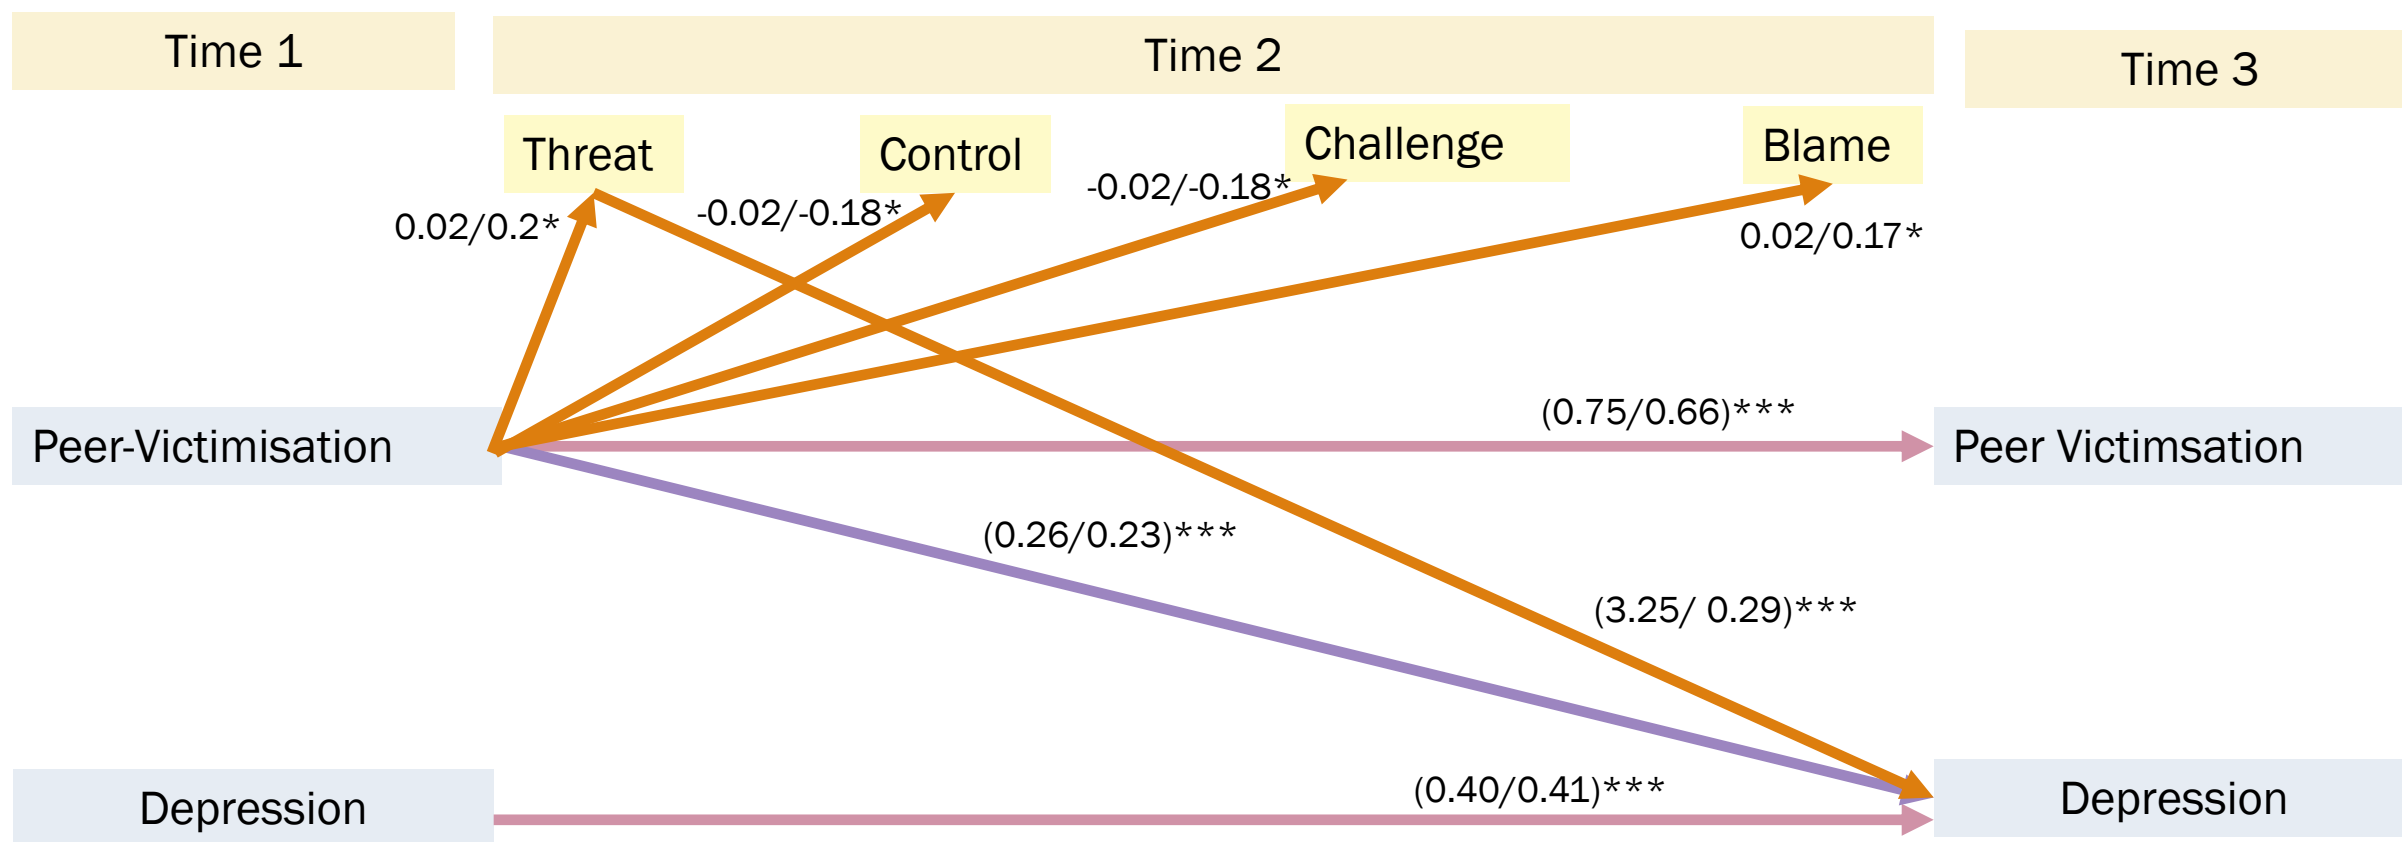 Time 1
Time 2
Time 3
Threat
Control
Challenge
Blame
0.02/0.2*
-0.02/-0.18*
-0.02/-0.18*
0.02/0.17*
Peer-Victimisation
(0.75/0.66)***
Peer Victimsation
(0.26/0.23)***
(3.25/ 0.29)***
Depression
(0.40/0.41)***
Depression